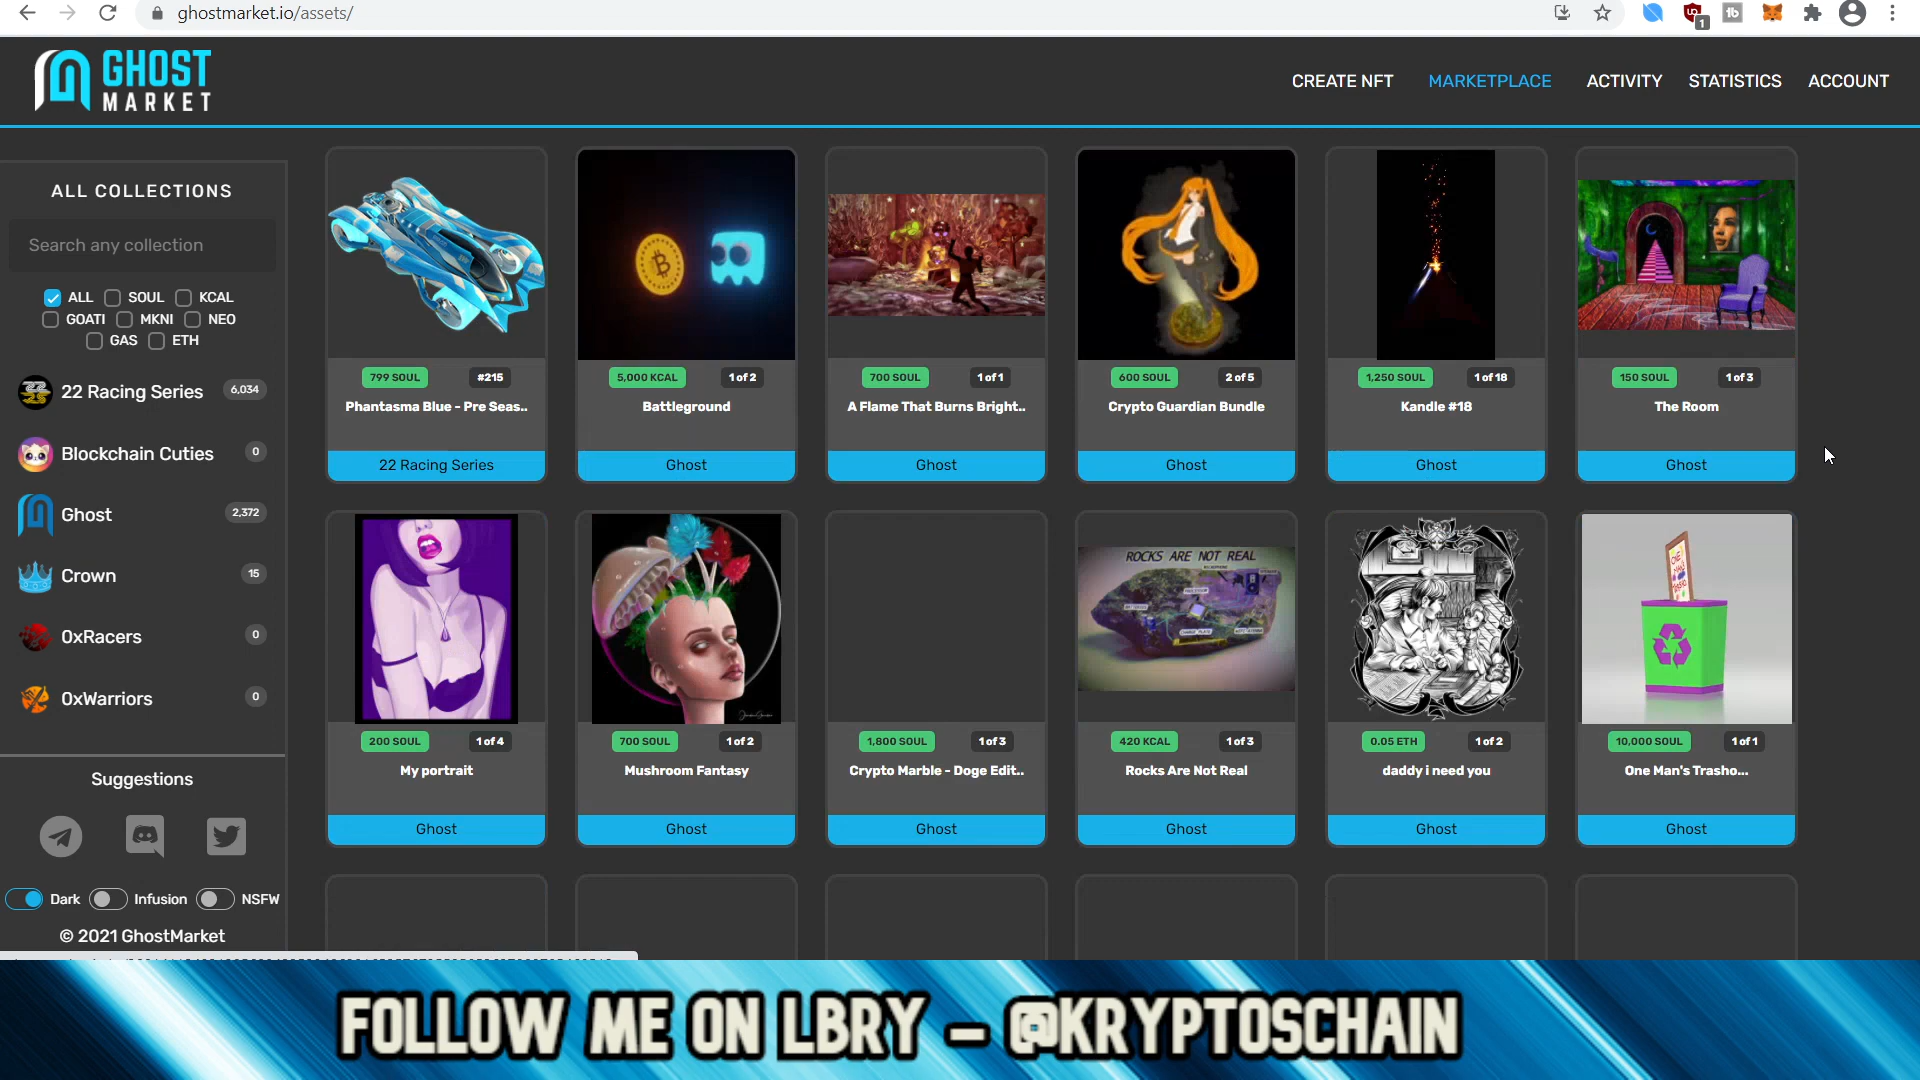 ghostmarket.io/assets/
1
GHOST
MARKET
CREATE NFT
MARKETPLACE
ACTIVITY
STATISTICS
ACCOUNT
ALL COLLECTIONS
Search any collection
ALL SOUL KCAL
GOATI MKNI NEO
GAS ETH
22 Racing Series 6,034
Blockchain Cuties 0
Ghost 2,372
Crown 15
0xRacers 0
0xWarriors 0
Suggestions
Dark Infusion NSFW
© 2021 GhostMarket
799 SOUL #215
Phantasma Blue - Pre Seas..
22 Racing Series
5,000 KCAL 1 of 2
Battleground
Ghost
700 SOUL 1 of 1
A Flame That Burns Bright..
Ghost
600 SOUL 2 of 5
Crypto Guardian Bundle
Ghost
1,250 SOUL 1 of 18
Kandle #18
Ghost
150 SOUL 1 of 3
The Room
Ghost
200 SOUL 1 of 4
My portrait
Ghost
700 SOUL 1 of 2
Mushroom Fantasy
Ghost
1,800 SOUL 1 of 3
Crypto Marble - Doge Edit..
Ghost
ROCKS ARE NOT REAL
420 KCAL 1 of 3
Rocks Are Not Real
Ghost
0.05 ETH 1 of 2
daddy i need you
Ghost
10,000 SOUL 1 of 1
One Man's Trasho...
Ghost
FOLLOW ME ON LBRY - @KRYPTOSCHAIN